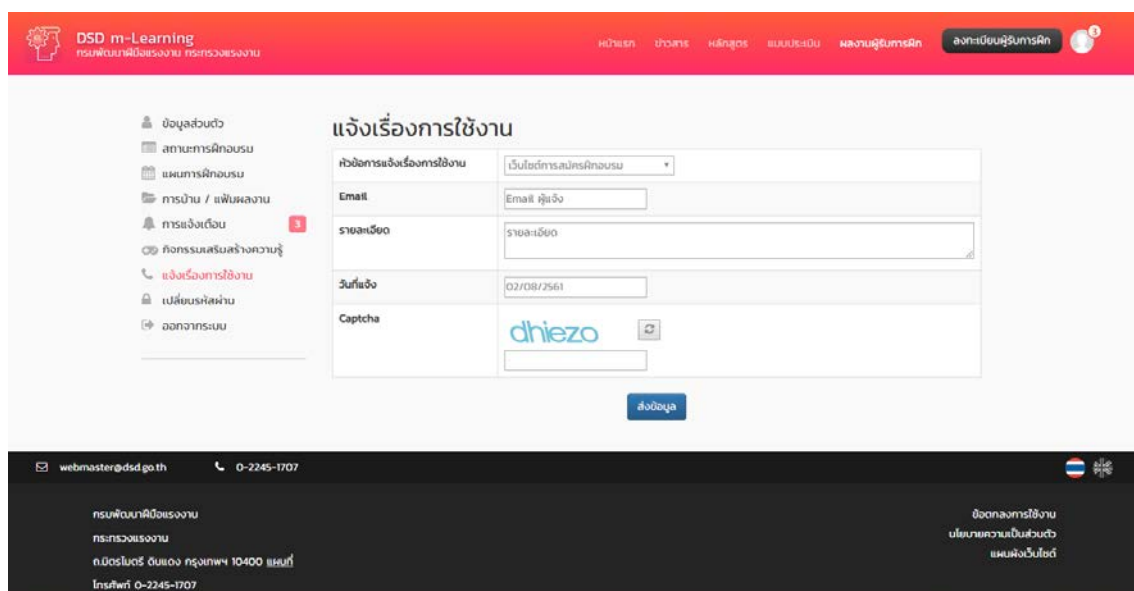 DSD m-Learning
กรมพัฒนาฝีมือแรงงาน กระทรวงแรงงาน
หน้าแรก ข่าวสาร หลักสูตร แบบประเมิน ผลงานผู้รับการฝึก ลงทะเบียนผู้รับการฝึก 3
ข้อมูลส่วนตัว
สถานะการฝึกอบรม
แผนการฝึกอบรม
การบ้าน / แฟ้มผลงาน
การแจ้งเตือน 3
กิจกรรมเสริมสร้างความรู้
แจ้งเรื่องการใช้งาน
เปลี่ยนรหัสผ่าน
ออกจากระบบ
แจ้งเรื่องการใช้งาน
หัวข้อการแจ้งเรื่องการใช้งาน เว็บไซต์การสมัครฝึกอบรม
Email Email ผู้แจ้ง
รายละเอียด รายละเอียด
วันที่แจ้ง 02/08/2561
Captcha dhiezo
ส่งข้อมูล
webmaster@dsd.go.th 0-2245-1707
กรมพัฒนาฝีมือแรงงาน
กระทรวงแรงงาน
ถ.มิตรไมตรี ดินแดง กรุงเทพฯ 10400 แผนที่
โทรศัพท์ 0-2245-1707
ข้อตกลงการใช้งาน
นโยบายความเป็นส่วนตัว
แผนผังเว็บไซต์